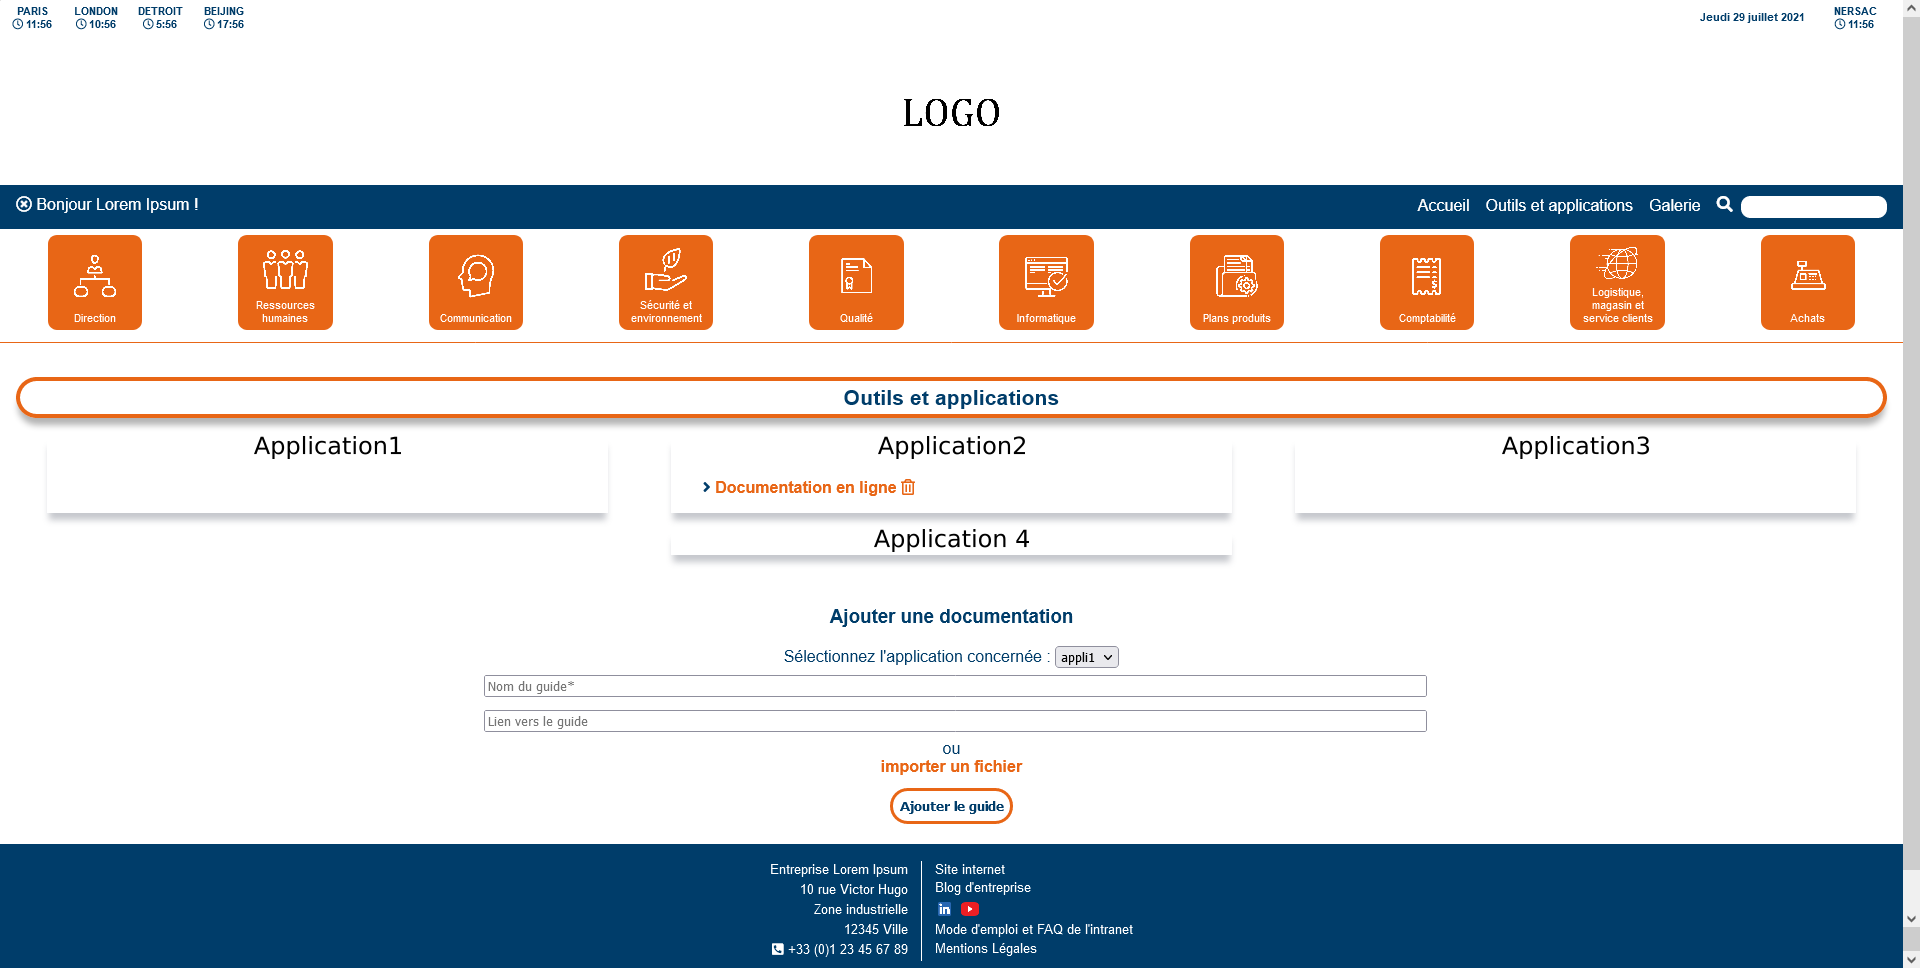 PARIS LONDON DETROIT BEIJING
11:56 10:56 5:56 17:56
Jeudi 29 juillet 2021
NERSAC
11:56
LOGO
Bonjour Lorem Ipsum !
Accueil Outils et applications Galerie
Direction
Ressources
humaines
Communication
Sécurité et
environnement
Qualité
Informatique
Plans produits
Comptabilité
Logistique,
magasin et
service clients
Achats
Outils et applications
Application1
Application2
Documentation en ligne
Application3
Application 4
Ajouter une documentation
Sélectionnez l'application concernée : appli1
Nom du guide*
Lien vers le guide
ou
importer un fichier
Ajouter le guide
Entreprise Lorem Ipsum
10 rue Victor Hugo
Zone industrielle
12345 Ville
+33 (0)1 23 45 67 89
Site internet
Blog d'entreprise
in
Mode d'emploi et FAQ de l'intranet
Mentions Légales